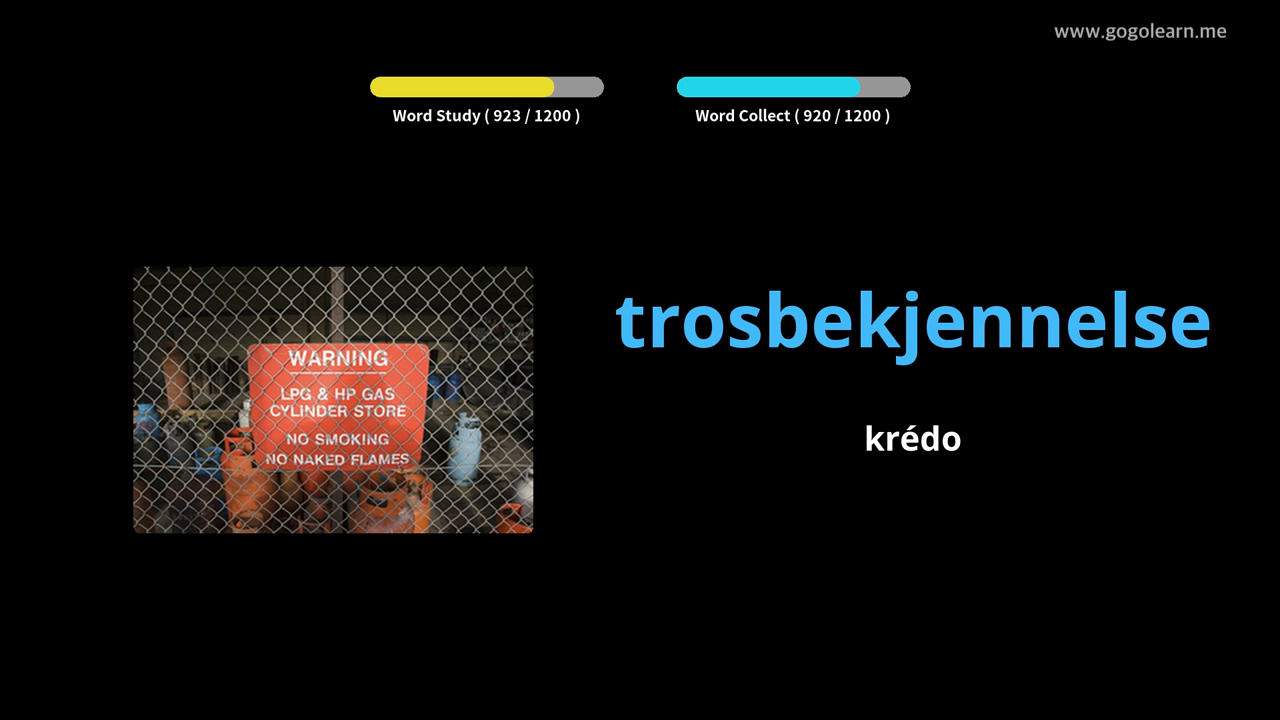 www.gogolearn.me
Word Study ( 923 / 1200 )
Word Collect ( 920 / 1200 )
WARNING
LPG & HP GAS
CYLINDER STORE
NO SMOKING
NO NAKED FLAMES
trosbekjennelse
krédo